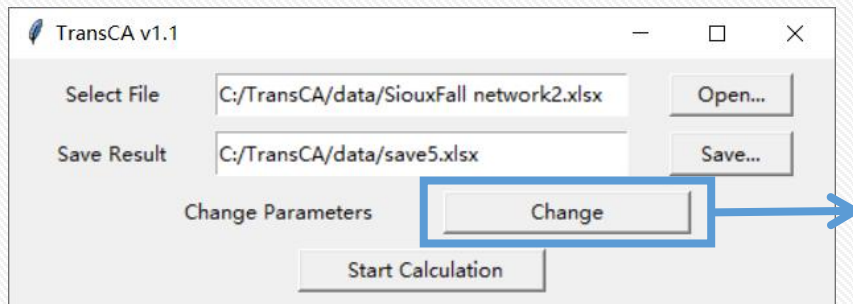 TransCA v1.1
Select File C:/TransCA/data/SiouxFall network2.xlsx Open...
Save Result C:/TransCA/data/save5.xlsx Save...
Change Parameters Change
Start Calculation